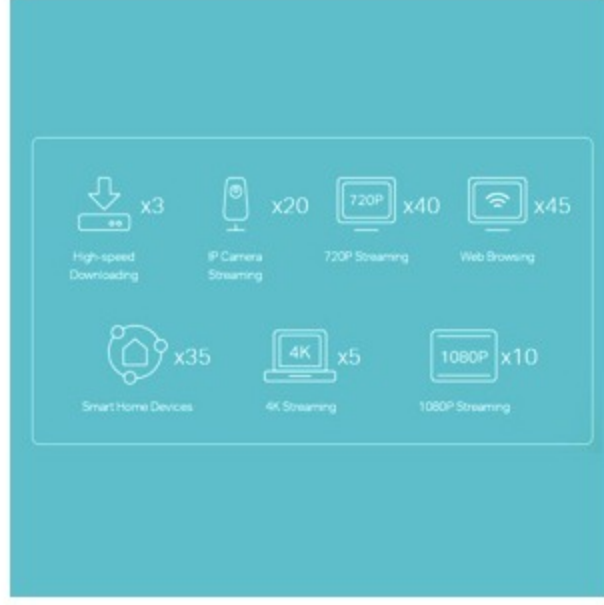 x3
x20
720P x40
x45
High-speed
Downloading
IP Camera
Streaming
720P Streaming
Web Browsing
x35
4K x5
1080P x10
Smart Home Devices
4K Streaming
1080P Streaming